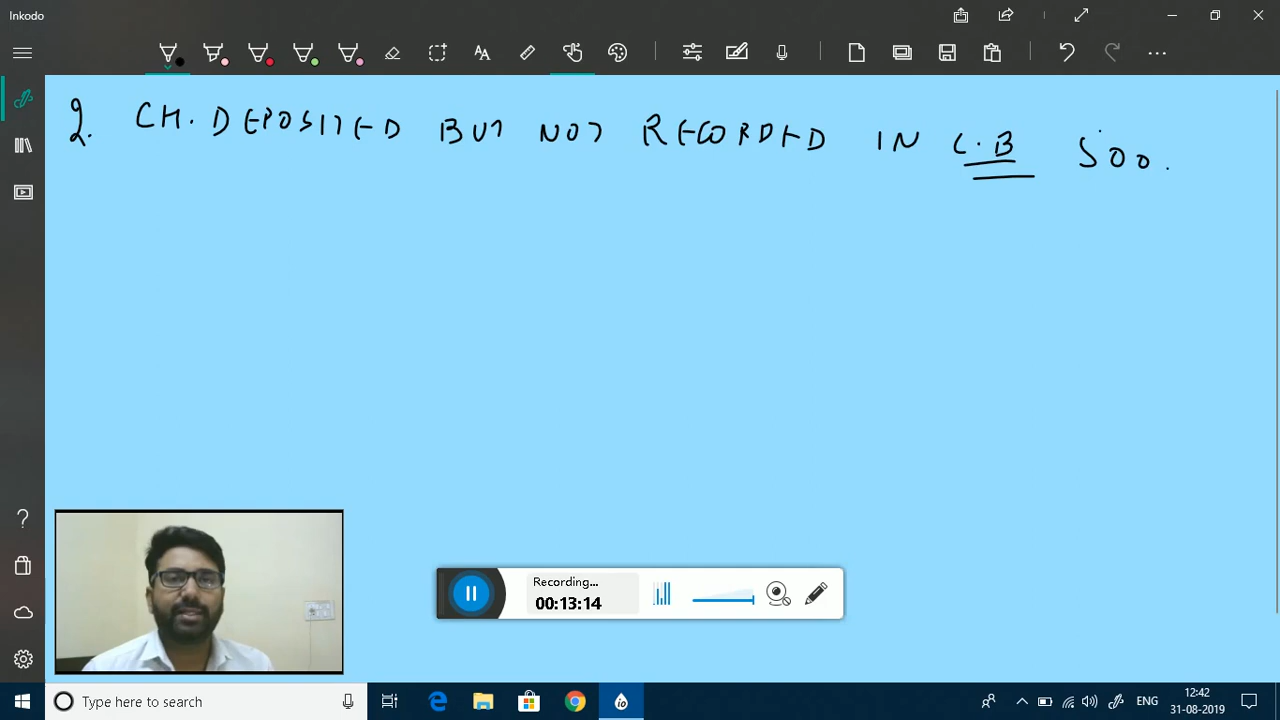 Inkodo
2. CH. DEPOSITED BUT NOT RECORDED IN C.B 500.
Recording...
00:13:14
Type here to search
ENG
12:42
31-08-2019